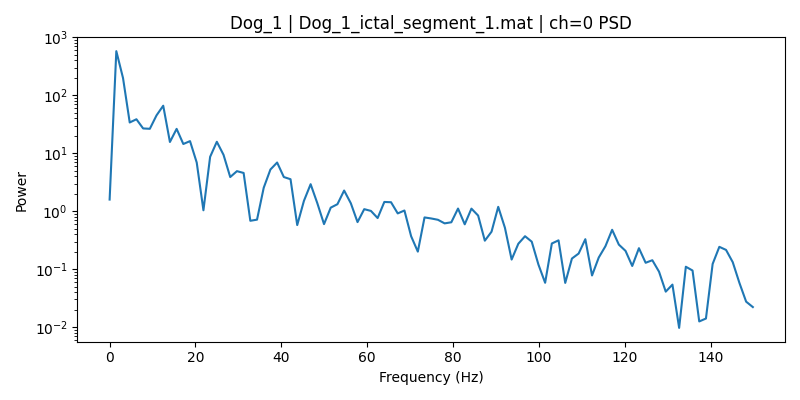 Dog_1 | Dog_1_ictal_segment_1.mat | ch=0 PSD
10³
10²
10¹
10⁰
10⁻¹
10⁻²
Power
0 20 40 60 80 100 120 140
Frequency (Hz)